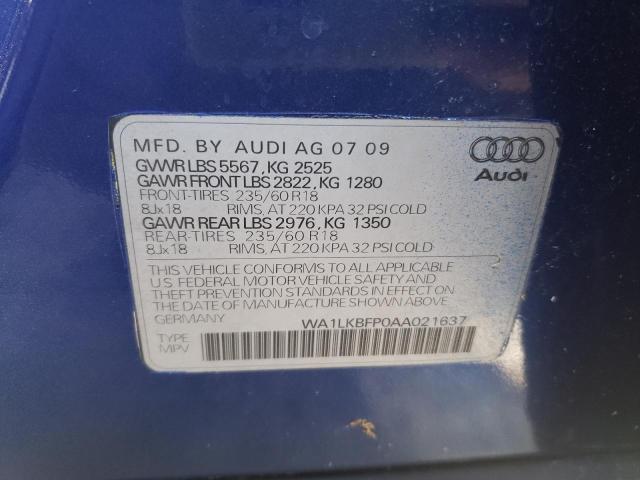 MFD. BY AUDI AG 07 09
GVWR LBS 5567, KG 2525
GAWR FRONT LBS 2822, KG 1280
FRONT-TIRES 235/60 R18
8Jx18 RIMS, AT 220 KPA 32 PSI COLD
GAWR REAR LBS 2976, KG 1350
REAR-TIRES 235/60 R18
8Jx18 RIMS, AT 220 KPA 32 PSI COLD
THIS VEHICLE CONFORMS TO ALL APPLICABLE
U S FEDERAL MOTOR VEHICLE SAFETY AND
THEFT PREVENTION STANDARDS IN EFFECT ON THE
DATE OF MANUFACTURE SHOWN ABOVE.
GERMANY WA1LKBFP0AA021637
TYPE:
MPV
Audi